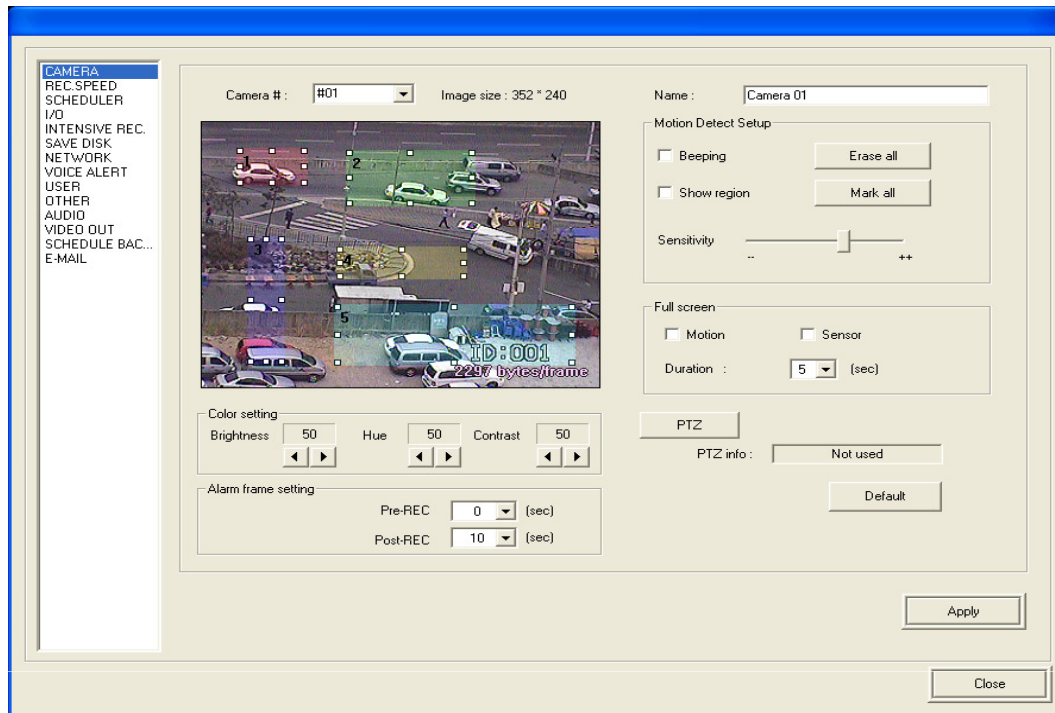 CAMERA
REC.SPEED
SCHEDULER
I/O
INTENSIVE REC.
SAVE DISK
NETWORK
VOICE ALERT
USER
OTHER
AUDIO
VIDEO OUT
SCHEDULE BAC...
E-MAIL
Camera # : #01 Image size : 352 * 240
1
2
3
4
5
ID:001
2297 bytes/frame
Color setting
Brightness 50 Hue 50 Contrast 50
Alarm frame setting
Pre-REC 0 (sec)
Post-REC 10 (sec)
Name : Camera 01
Motion Detect Setup
Beeping Erase all
Show region Mark all
Sensitivity
-- ++
Full screen
Motion Sensor
Duration : 5 (sec)
PTZ
PTZ info : Not used
Default
Apply
Close